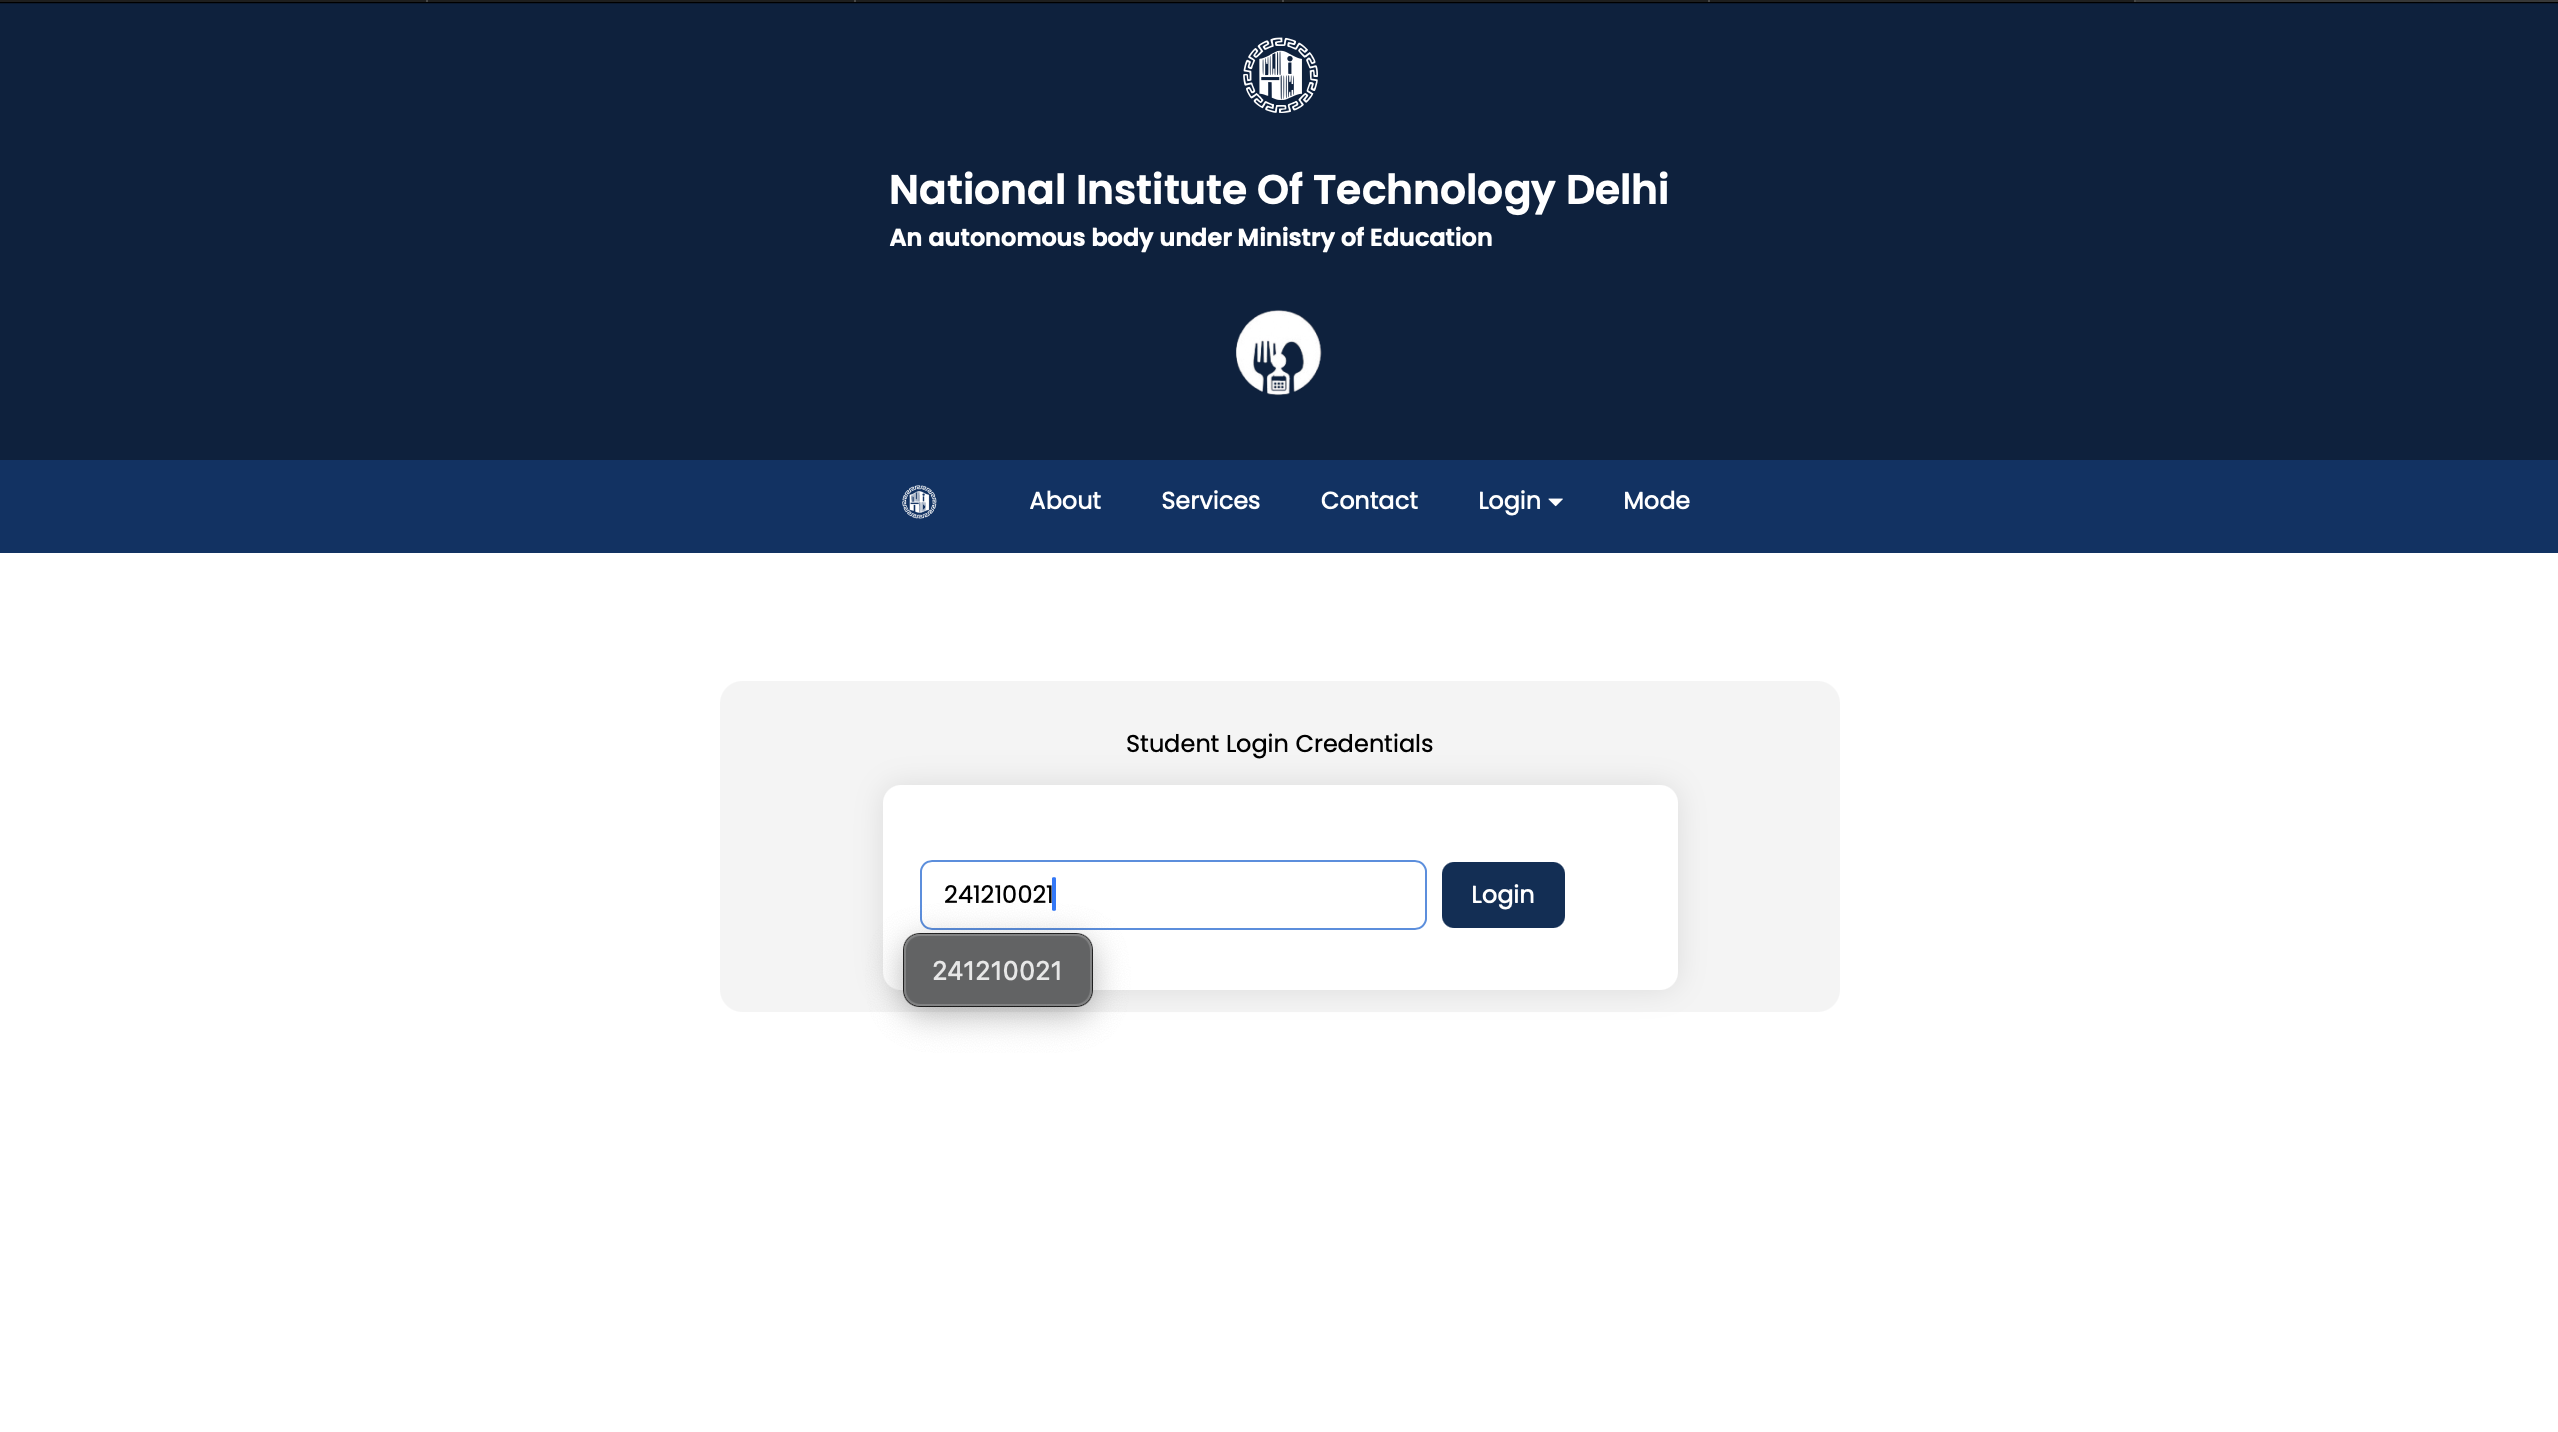 National Institute Of Technology Delhi
An autonomous body under Ministry of Education
About Services Contact Login Mode
Student Login Credentials
241210021 Login
241210021